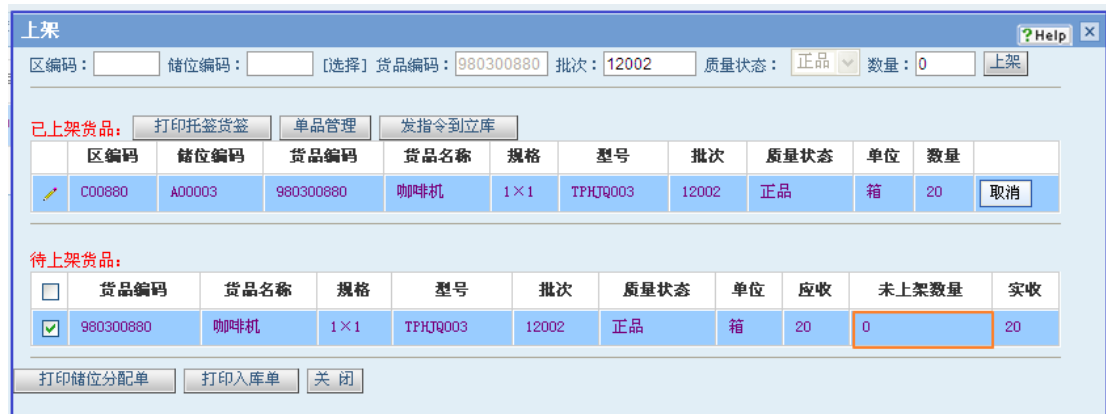 上架 ?Help
区编码： 储位编码： [选择] 货品编码：980300880 批次：12002 质量状态： 正品 数量：0 上架
已上架货品： 打印托签货签 单品管理 发指令到立库
区编码 储位编码 货品编码 货品名称 规格 型号 批次 质量状态 单位 数量
C00880 A00003 980300880 咖啡机 1×1 TPHJQ003 12002 正品 箱 20 取消
待上架货品：
货品编码 货品名称 规格 型号 批次 质量状态 单位 应收 未上架数量 实收
980300880 咖啡机 1×1 TPHJQ003 12002 正品 箱 20 0 20
打印储位分配单 打印入库单 关 闭